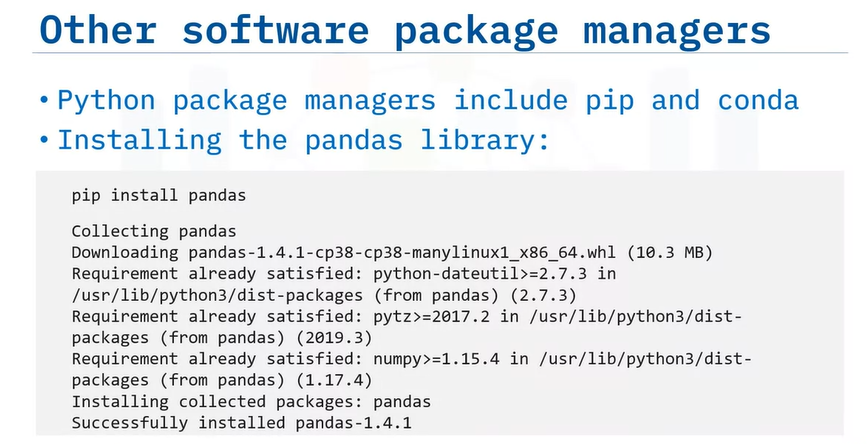 Other software package managers
• Python package managers include pip and conda
• Installing the pandas library:
pip install pandas
Collecting pandas
Downloading pandas-1.4.1-cp38-cp38-manylinux1_x86_64.whl (10.3 MB)
Requirement already satisfied: python-dateutil>=2.7.3 in
/usr/lib/python3/dist-packages (from pandas) (2.7.3)
Requirement already satisfied: pytz>=2017.2 in /usr/lib/python3/dist-
packages (from pandas) (2019.3)
Requirement already satisfied: numpy>=1.15.4 in /usr/lib/python3/dist-
packages (from pandas) (1.17.4)
Installing collected packages: pandas
Successfully installed pandas-1.4.1